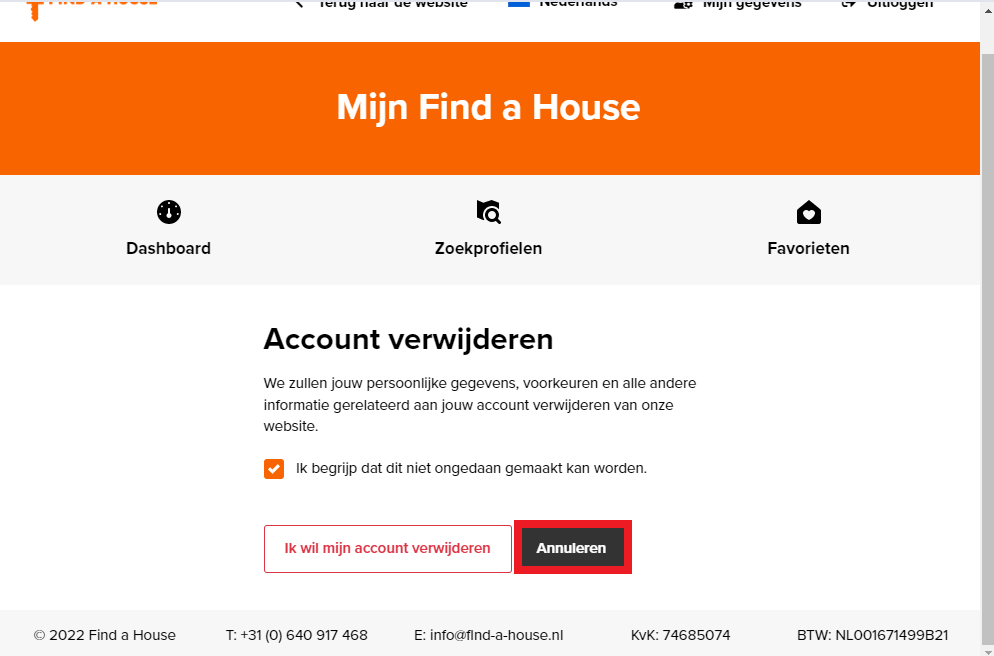 FIND A HOUSE
Terug naar de website
Nederlands
Mijn gegevens
Uitloggen
Mijn Find a House
Dashboard
Zoekprofielen
Favorieten
Account verwijderen
We zullen jouw persoonlijke gegevens, voorkeuren en alle andere
informatie gerelateerd aan jouw account verwijderen van onze
website.
Ik begrijp dat dit niet ongedaan gemaakt kan worden.
Ik wil mijn account verwijderen
Annuleren
© 2022 Find a House
T: +31 (0) 640 917 468
E: info@find-a-house.nl
KvK: 74685074
BTW: NL001671499B21